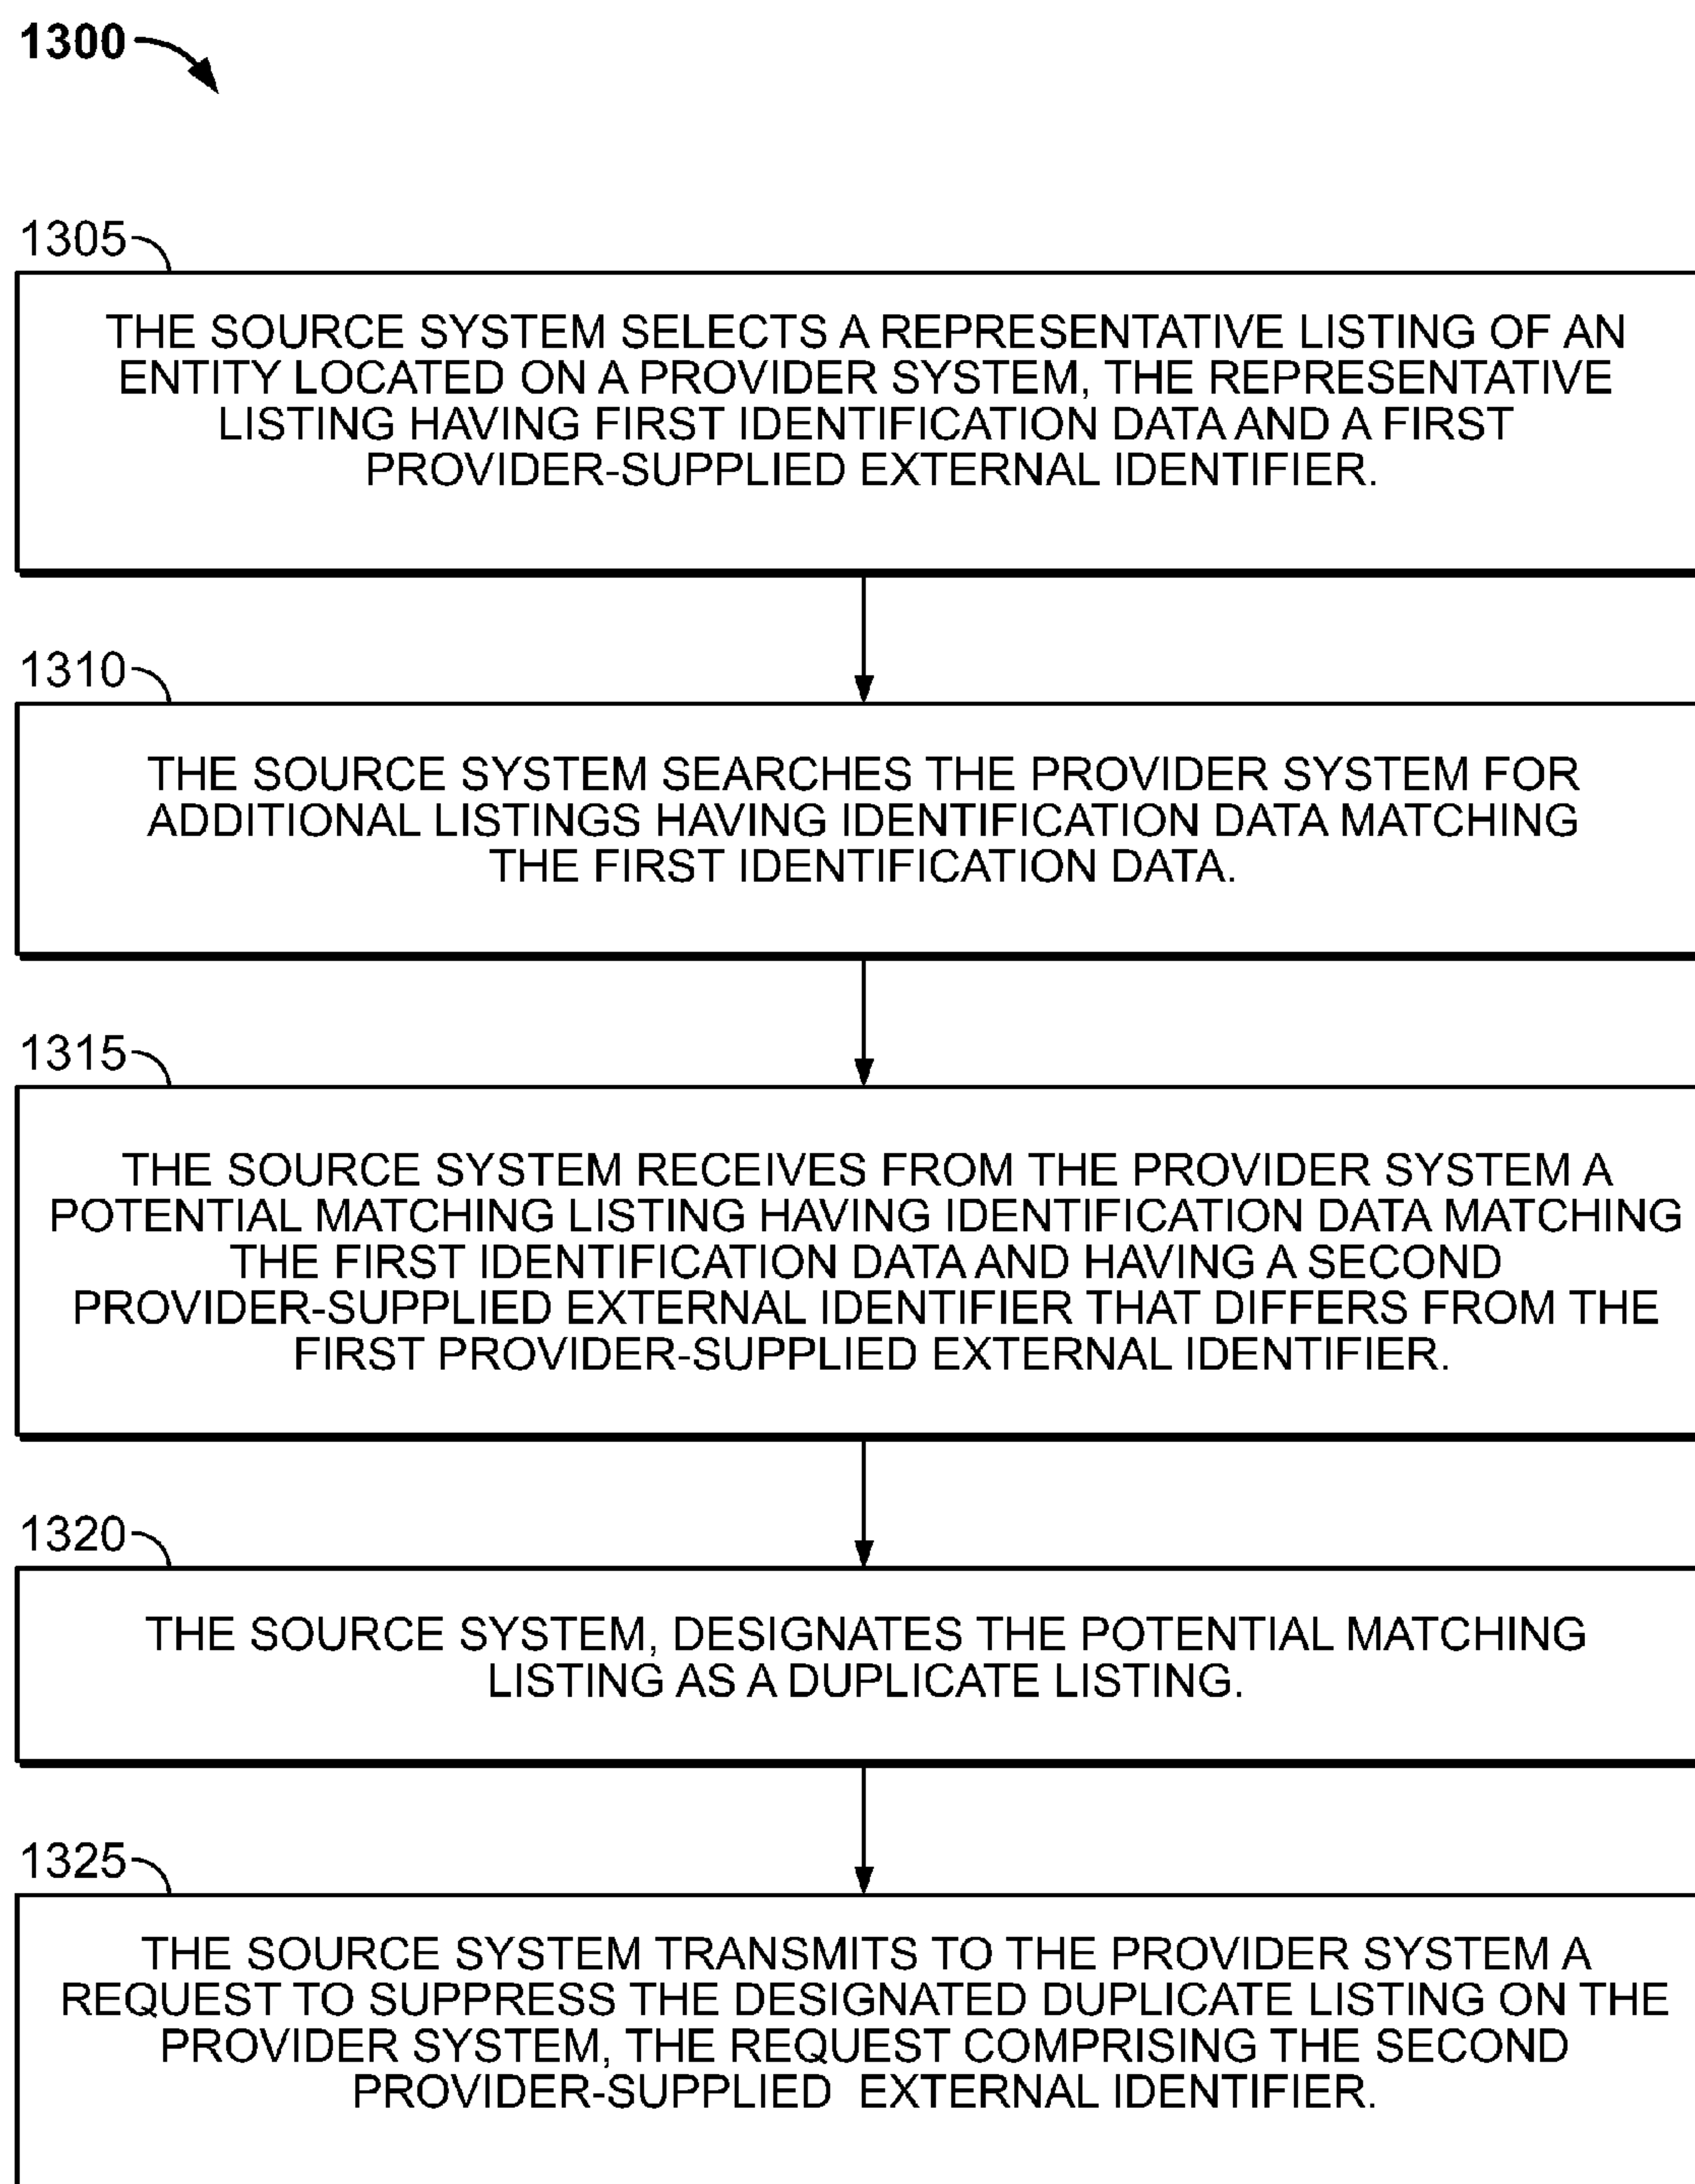 1300
1305
THE SOURCE SYSTEM SELECTS A REPRESENTATIVE LISTING OF AN
ENTITY LOCATED ON A PROVIDER SYSTEM, THE REPRESENTATIVE
LISTING HAVING FIRST IDENTIFICATION DATA AND A FIRST
PROVIDER-SUPPLIED EXTERNAL IDENTIFIER.
1310
THE SOURCE SYSTEM SEARCHES THE PROVIDER SYSTEM FOR
ADDITIONAL LISTINGS HAVING IDENTIFICATION DATA MATCHING
THE FIRST IDENTIFICATION DATA.
1315
THE SOURCE SYSTEM RECEIVES FROM THE PROVIDER SYSTEM A
POTENTIAL MATCHING LISTING HAVING IDENTIFICATION DATA MATCHING
THE FIRST IDENTIFICATION DATA AND HAVING A SECOND
PROVIDER-SUPPLIED EXTERNAL IDENTIFIER THAT DIFFERS FROM THE
FIRST PROVIDER-SUPPLIED EXTERNAL IDENTIFIER.
1320
THE SOURCE SYSTEM, DESIGNATES THE POTENTIAL MATCHING
LISTING AS A DUPLICATE LISTING.
1325
THE SOURCE SYSTEM TRANSMITS TO THE PROVIDER SYSTEM A
REQUEST TO SUPPRESS THE DESIGNATED DUPLICATE LISTING ON THE
PROVIDER SYSTEM, THE REQUEST COMPRISING THE SECOND
PROVIDER-SUPPLIED EXTERNAL IDENTIFIER.